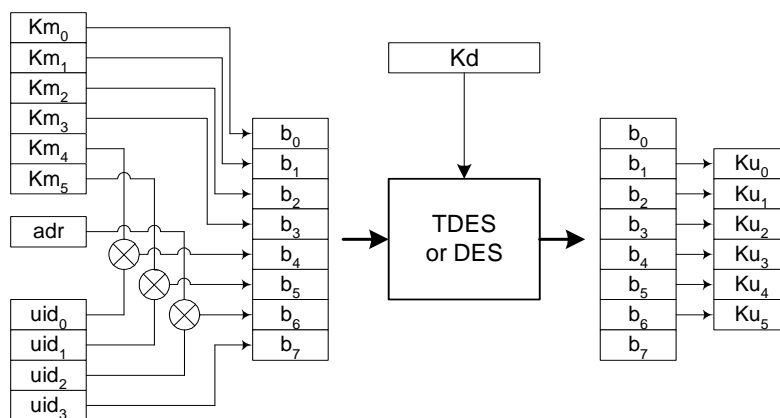 Km₀
Km₁
Km₂
Km₃
Km₄
Km₅
adr
uid₀
uid₁
uid₂
uid₃
b₀
b₁
b₂
b₃
b₄
b₅
b₆
b₇
Kd
TDES
or DES
b₀
b₁
b₂
b₃
b₄
b₅
b₆
b₇
Ku₀
Ku₁
Ku₂
Ku₃
Ku₄
Ku₅